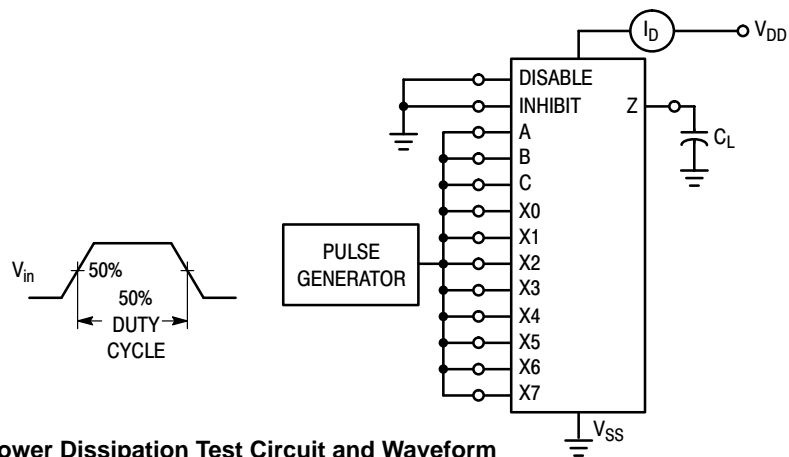 I_D
V_DD
DISABLE
INHIBIT
Z
A
C_L
B
C
X0
X1
X2
X3
X4
X5
X6
X7
PULSE
GENERATOR
V_in
50%
50%
DUTY
CYCLE
V_SS
ower Dissipation Test Circuit and Waveform